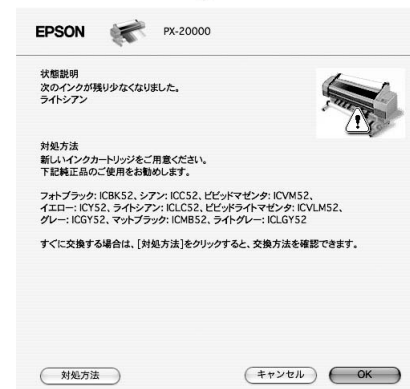 EPSON PX-20000
状態説明
次のインクが残り少なくなりました。
ライトシアン
対処方法
新しいインクカートリッジをご用意ください。
下記純正品のご使用をお勧めします。
フォトブラック: ICBK52、シアン: ICC52、ビビッドマゼンタ: ICVM52、
イエロー: ICY52、ライトシアン: ICLC52、ビビッドライトマゼンタ: ICVLM52、
グレー: ICGY52、マットブラック: ICMB52、ライトグレー: ICLGY52
すぐに交換する場合は、[対処方法]をクリックすると、交換方法を確認できます。
対処方法 キャンセル OK